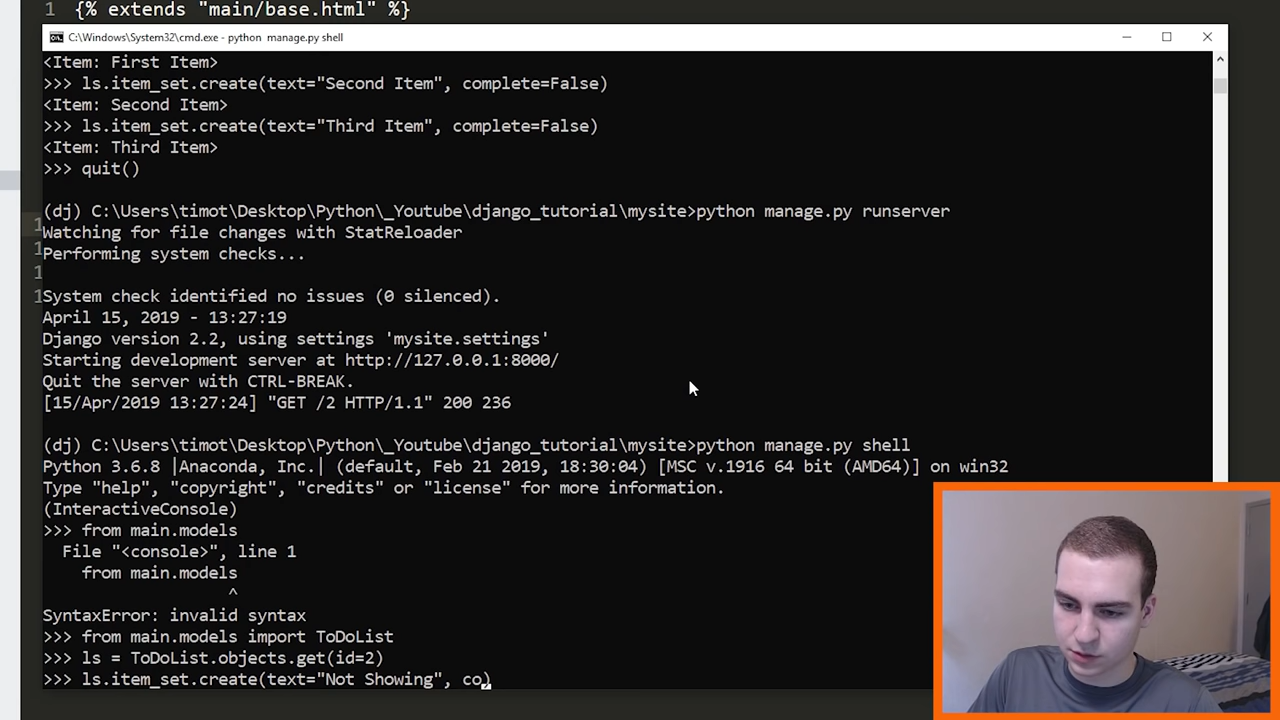 1 {% extends "main/base.html" %}
C:\Windows\System32\cmd.exe - python  manage.py shell
<Item: First Item>
>>> ls.item_set.create(text="Second Item", complete=False)
<Item: Second Item>
>>> ls.item_set.create(text="Third Item", complete=False)
<Item: Third Item>
>>> quit()
(dj) C:\Users\timot\Desktop\Python\_Youtube\django_tutorial\mysite>python manage.py runserver
Watching for file changes with StatReloader
Performing system checks...
System check identified no issues (0 silenced).
April 15, 2019 - 13:27:19
Django version 2.2, using settings 'mysite.settings'
Starting development server at http://127.0.0.1:8000/
Quit the server with CTRL-BREAK.
[15/Apr/2019 13:27:24] "GET /2 HTTP/1.1" 200 236
(dj) C:\Users\timot\Desktop\Python\_Youtube\django_tutorial\mysite>python manage.py shell
Python 3.6.8 |Anaconda, Inc.| (default, Feb 21 2019, 18:30:04) [MSC v.1916 64 bit (AMD64)] on win32
Type "help", "copyright", "credits" or "license" for more information.
(InteractiveConsole)
>>> from main.models
File "<console>", line 1
from main.models
^
SyntaxError: invalid syntax
>>> from main.models import ToDoList
>>> ls = ToDoList.objects.get(id=2)
>>> ls.item_set.create(text="Not Showing", co)